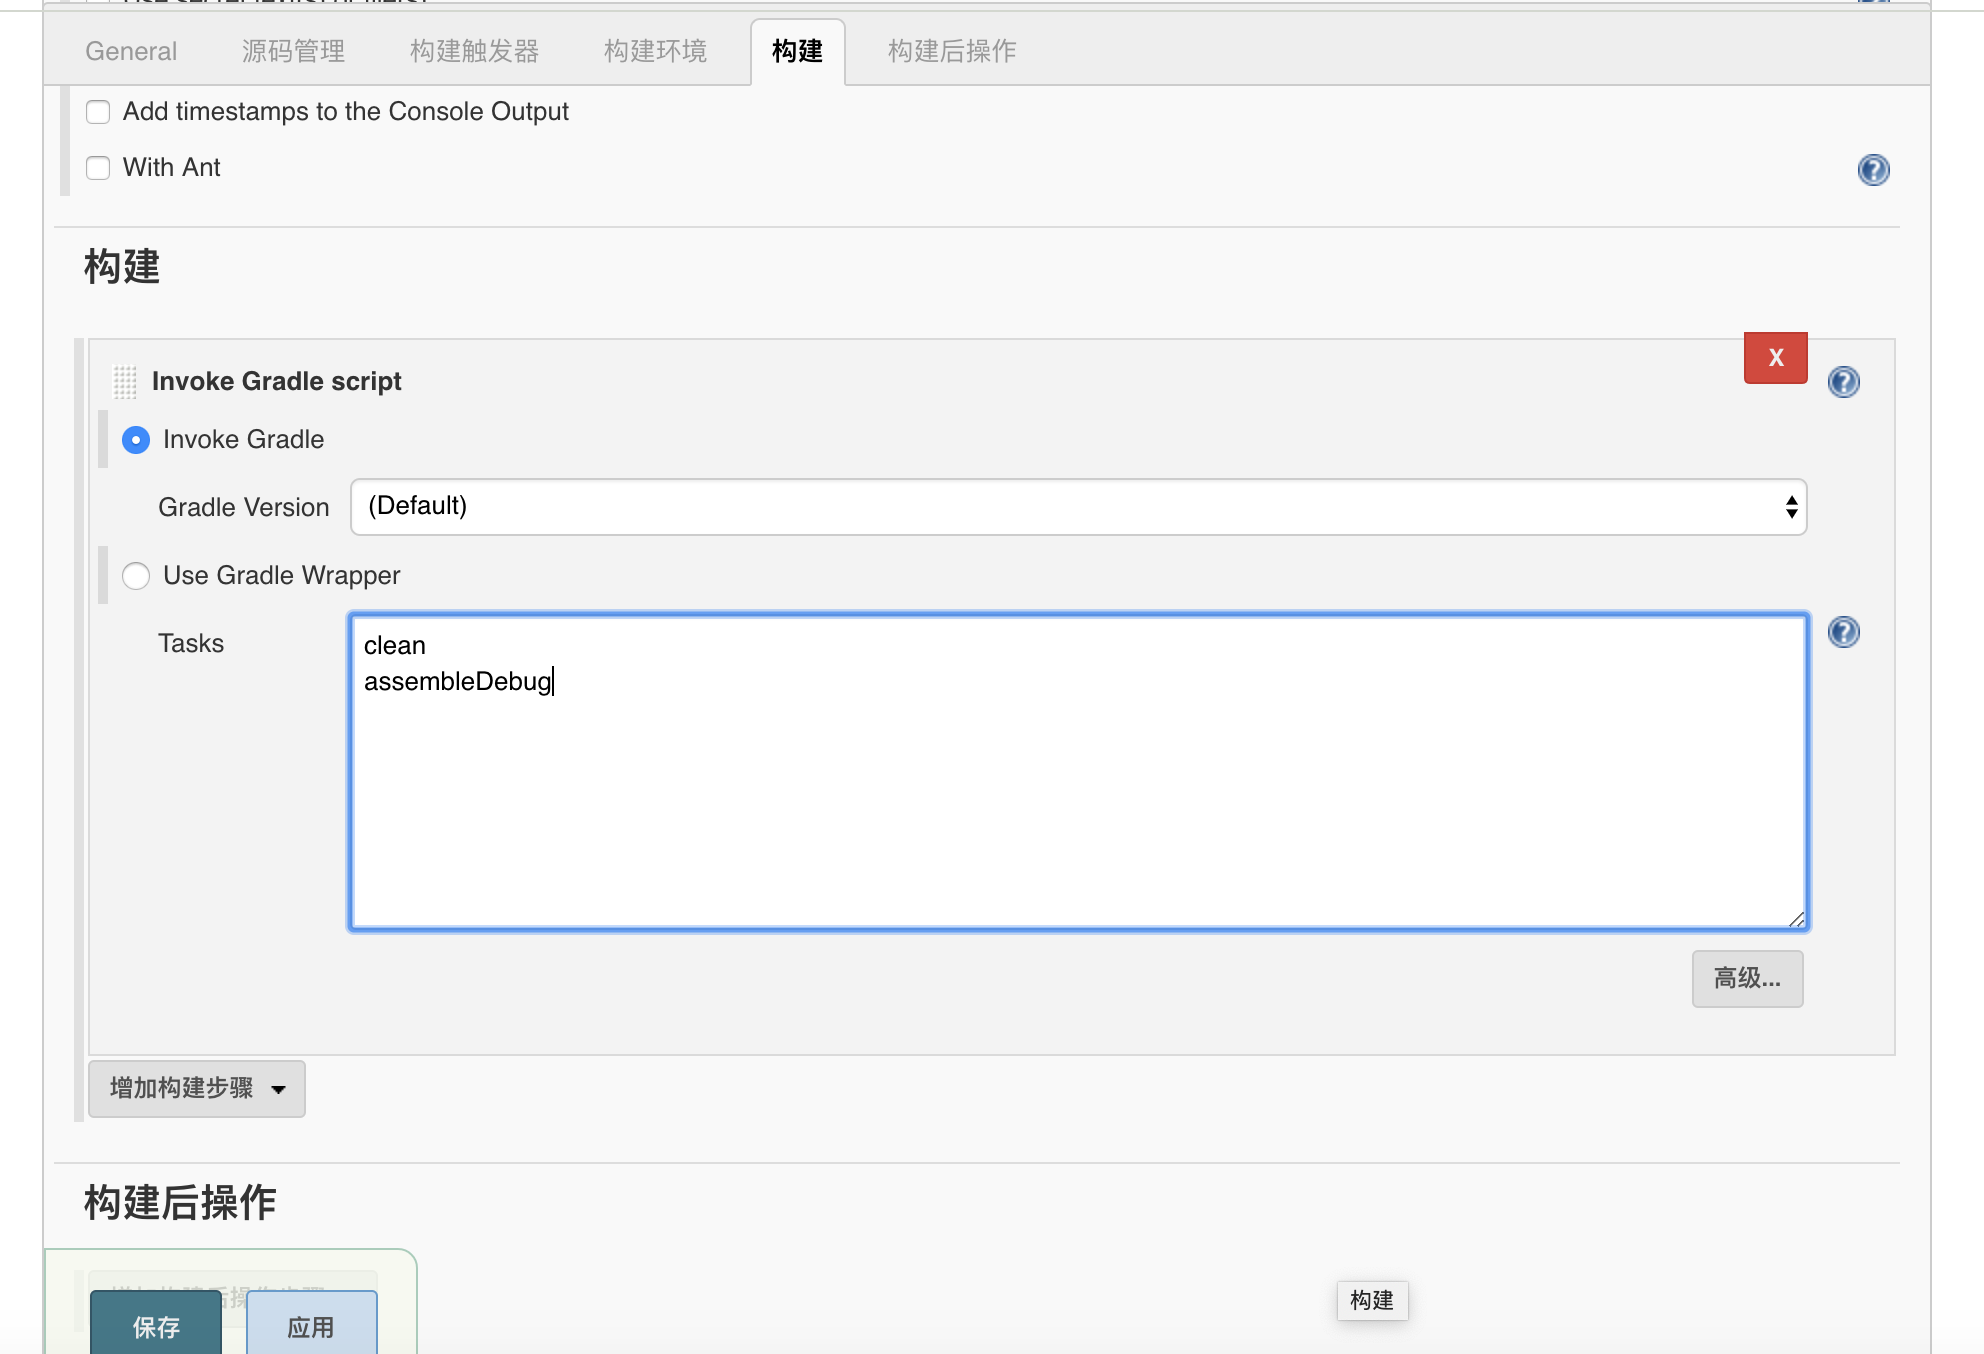 General 源码管理 构建触发器 构建环境 构建 构建后操作
Add timestamps to the Console Output
With Ant
构建
X
Invoke Gradle script
Invoke Gradle
Gradle Version (Default)
Use Gradle Wrapper
Tasks
clean
assembleDebug
高级...
增加构建步骤
构建后操作
构建
保存 应用